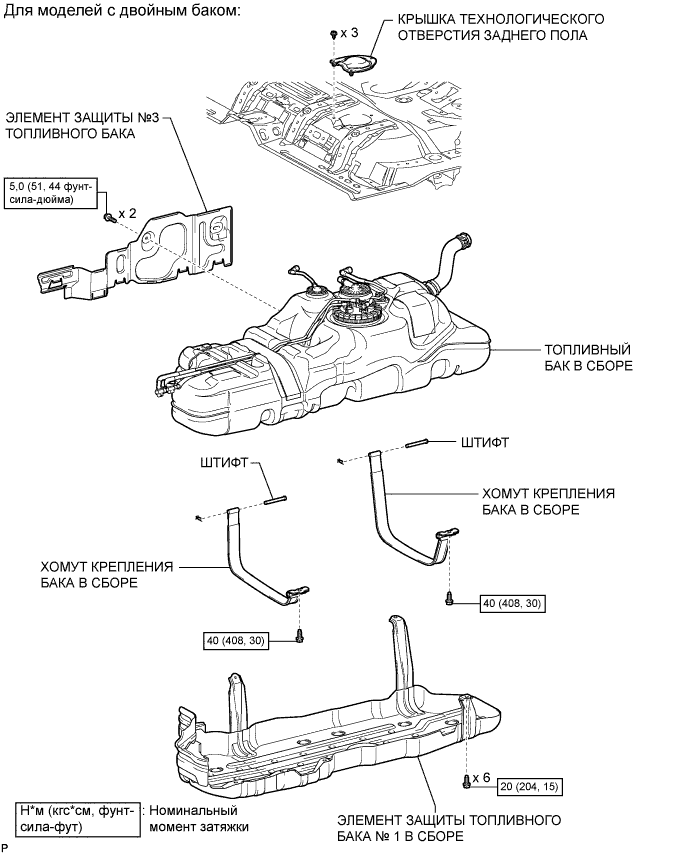 Для моделей с двойным баком:
x 3
КРЫШКА ТЕХНОЛОГИЧЕСКОГО
ОТВЕРСТИЯ ЗАДНЕГО ПОЛА
ЭЛЕМЕНТ ЗАЩИТЫ №3
ТОПЛИВНОГО БАКА
5,0 (51, 44 фунт-
сила-дюйма)
x 2
ТОПЛИВНЫЙ
БАК В СБОРЕ
ШТИФТ
ШТИФТ
ХОМУТ КРЕПЛЕНИЯ
БАКА В СБОРЕ
ХОМУТ КРЕПЛЕНИЯ
БАКА В СБОРЕ
40 (408, 30)
40 (408, 30)
x 6
20 (204, 15)
Н*м (кгс*см, фунт-
сила-фут)
: Номинальный
момент затяжки
ЭЛЕМЕНТ ЗАЩИТЫ ТОПЛИВНОГО
БАКА № 1 В СБОРЕ
P